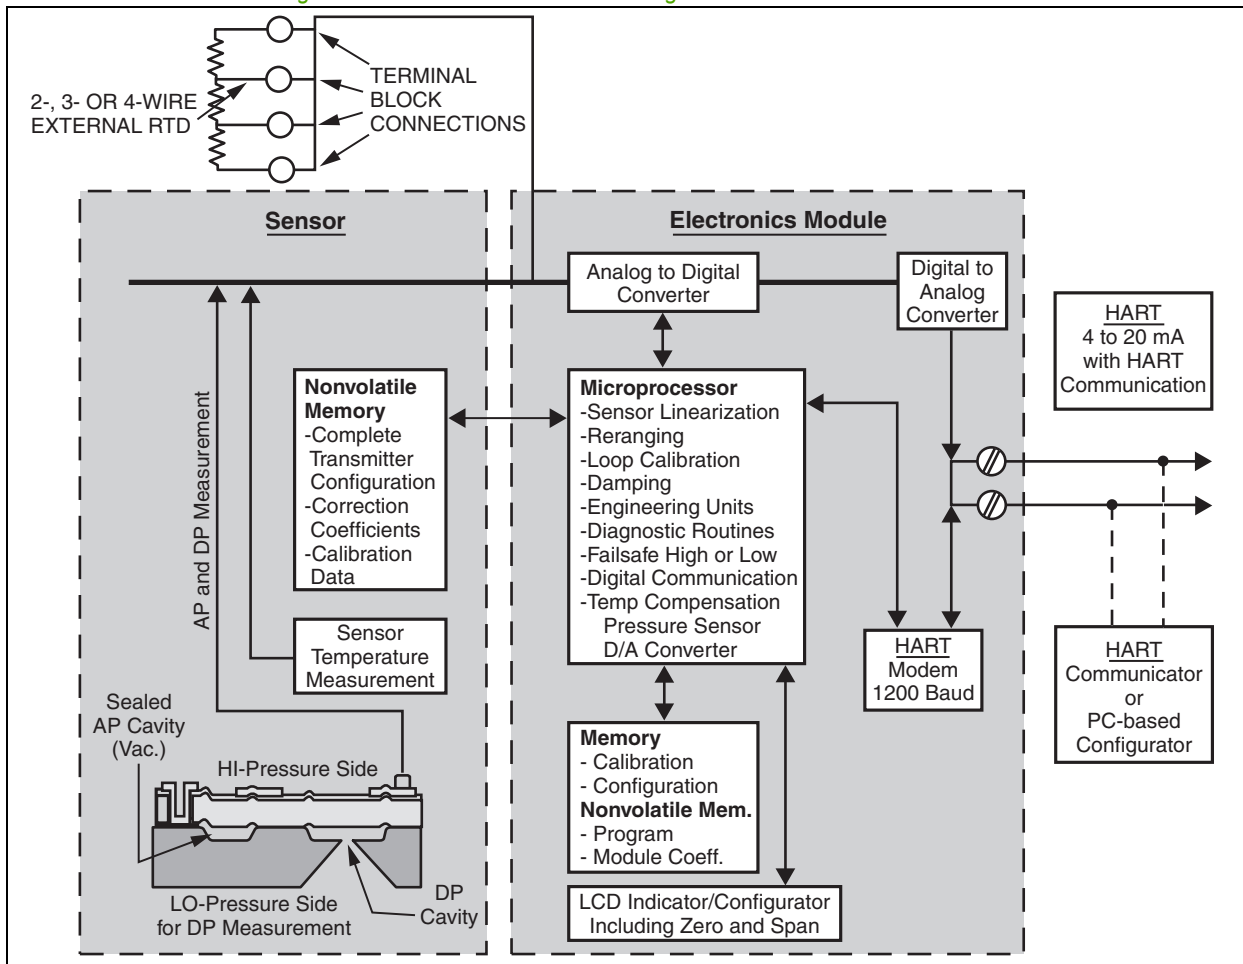 2-, 3- OR 4-WIRE
EXTERNAL RTD
TERMINAL
BLOCK
CONNECTIONS
Sensor
AP and DP Measurement
Nonvolatile
Memory
-Complete
Transmitter
Configuration
-Correction
Coefficients
-Calibration
Data
Sensor
Temperature
Measurement
Sealed
AP Cavity
(Vac.)
HI-Pressure Side
LO-Pressure Side
for DP Measurement
DP
Cavity
Electronics Module
Analog to Digital
Converter
Digital to
Analog
Converter
Microprocessor
-Sensor Linearization
-Reranging
-Loop Calibration
-Damping
-Engineering Units
-Diagnostic Routines
-Failsafe High or Low
-Digital Communication
-Temp Compensation
Pressure Sensor
D/A Converter
HART
Modem
1200 Baud
Memory
- Calibration
- Configuration
Nonvolatile Mem.
- Program
- Module Coeff.
LCD Indicator/Configurator
Including Zero and Span
HART
4 to 20 mA
with HART
Communication
HART
Communicator
or
PC-based
Configurator